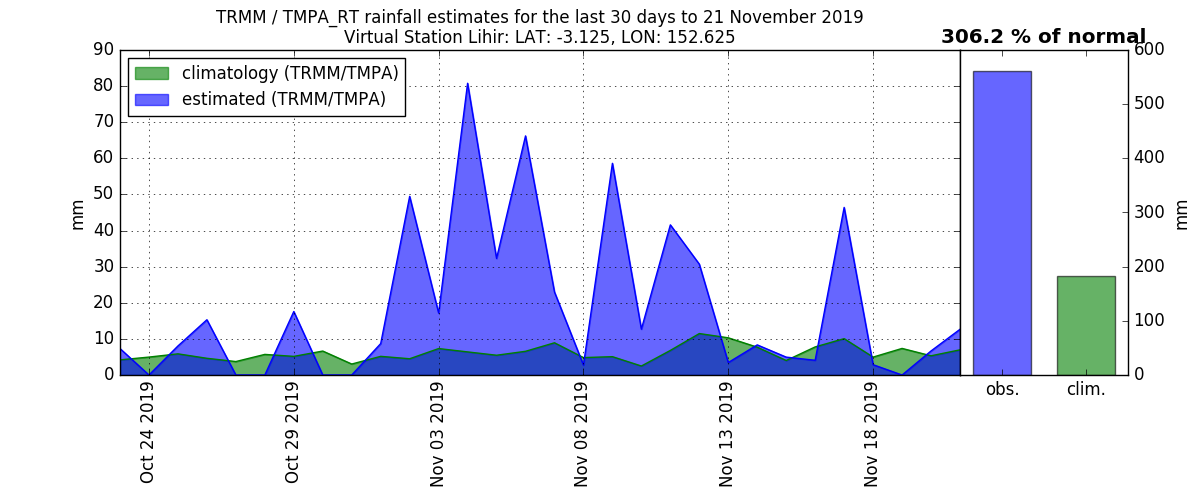 TRMM / TMPA_RT rainfall estimates for the last 30 days to 21 November 2019
Virtual Station Lihir: LAT: -3.125, LON: 152.625
306.2 % of normal
climatology (TRMM/TMPA)
estimated (TRMM/TMPA)
mm
90
80
70
60
50
40
30
20
10
0
Oct 24 2019
Oct 29 2019
Nov 03 2019
Nov 08 2019
Nov 13 2019
Nov 18 2019
600
500
400
300
200
100
0
mm
obs.
clim.